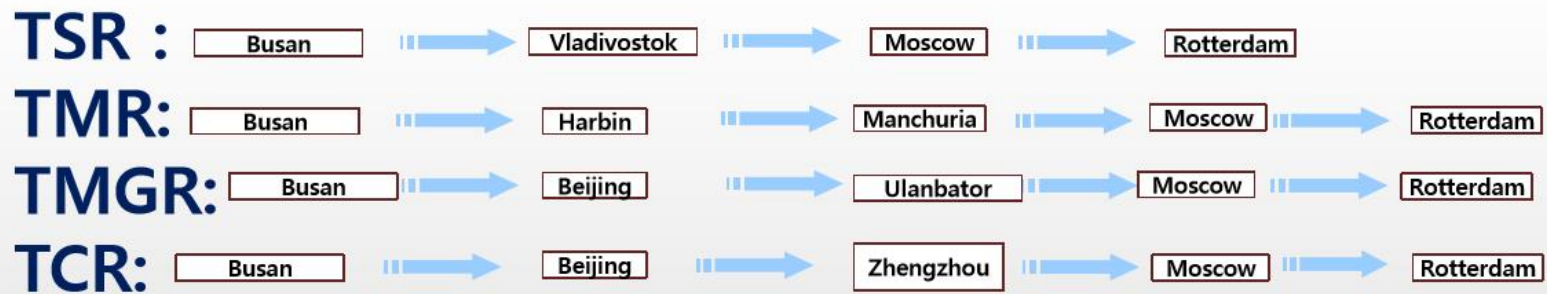 TSR : Busan Vladivostok Moscow Rotterdam
TMR: Busan Harbin Manchuria Moscow Rotterdam
TMGR: Busan Beijing Ulanbator Moscow Rotterdam
TCR: Busan Beijing Zhengzhou Moscow Rotterdam